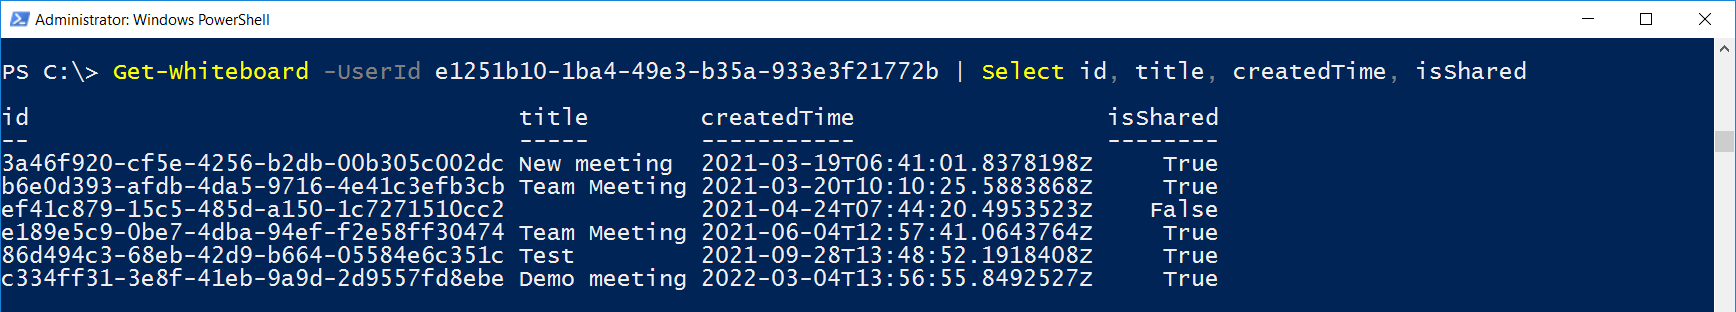 Administrator: Windows PowerShell
PS C:\> Get-Whiteboard -UserId e1251b10-1ba4-49e3-b35a-933e3f21772b | Select id, title, createdTime, isShared
id title createdTime isShared
-- ----- ----------- --------
3a46f920-cf5e-4256-b2db-00b305c002dc New meeting 2021-03-19T06:41:01.8378198Z True
b6e0d393-afdb-4da5-9716-4e41c3efb3cb Team Meeting 2021-03-20T10:10:25.5883868Z True
ef41c879-15c5-485d-a150-1c7271510cc2 2021-04-24T07:44:20.4953523Z False
e189e5c9-0be7-4dba-94ef-f2e58ff30474 Team Meeting 2021-06-04T12:57:41.0643764Z True
86d494c3-68eb-42d9-b664-05584e6c351c Test 2021-09-28T13:48:52.1918408Z True
c334ff31-3e8f-41eb-9a9d-2d9557fd8ebe Demo meeting 2022-03-04T13:56:55.8492527Z True